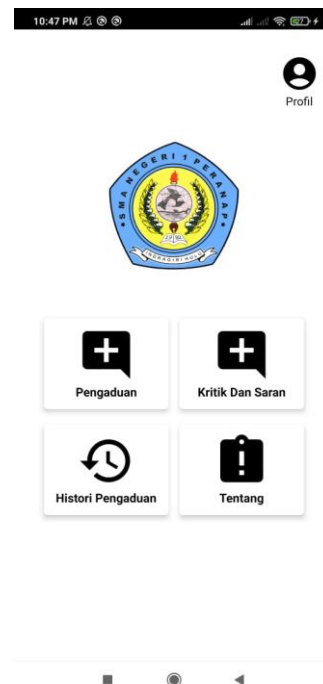 10:47 PM
Profil
SMA NEGERI 1 PERANAP
INDRAGIRI HULU
Pengaduan
Kritik Dan Saran
Histori Pengaduan
Tentang